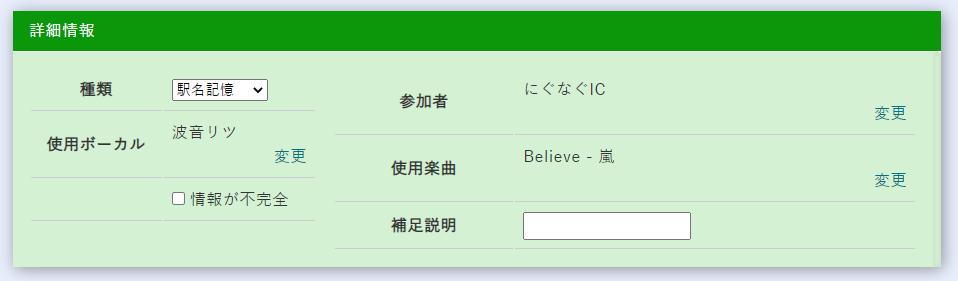 詳細情報
種類
駅名記憶
使用ボーカル
波音リツ
変更
情報が不完全
参加者
にぐなぐIC
変更
使用楽曲
Believe - 嵐
変更
補足説明